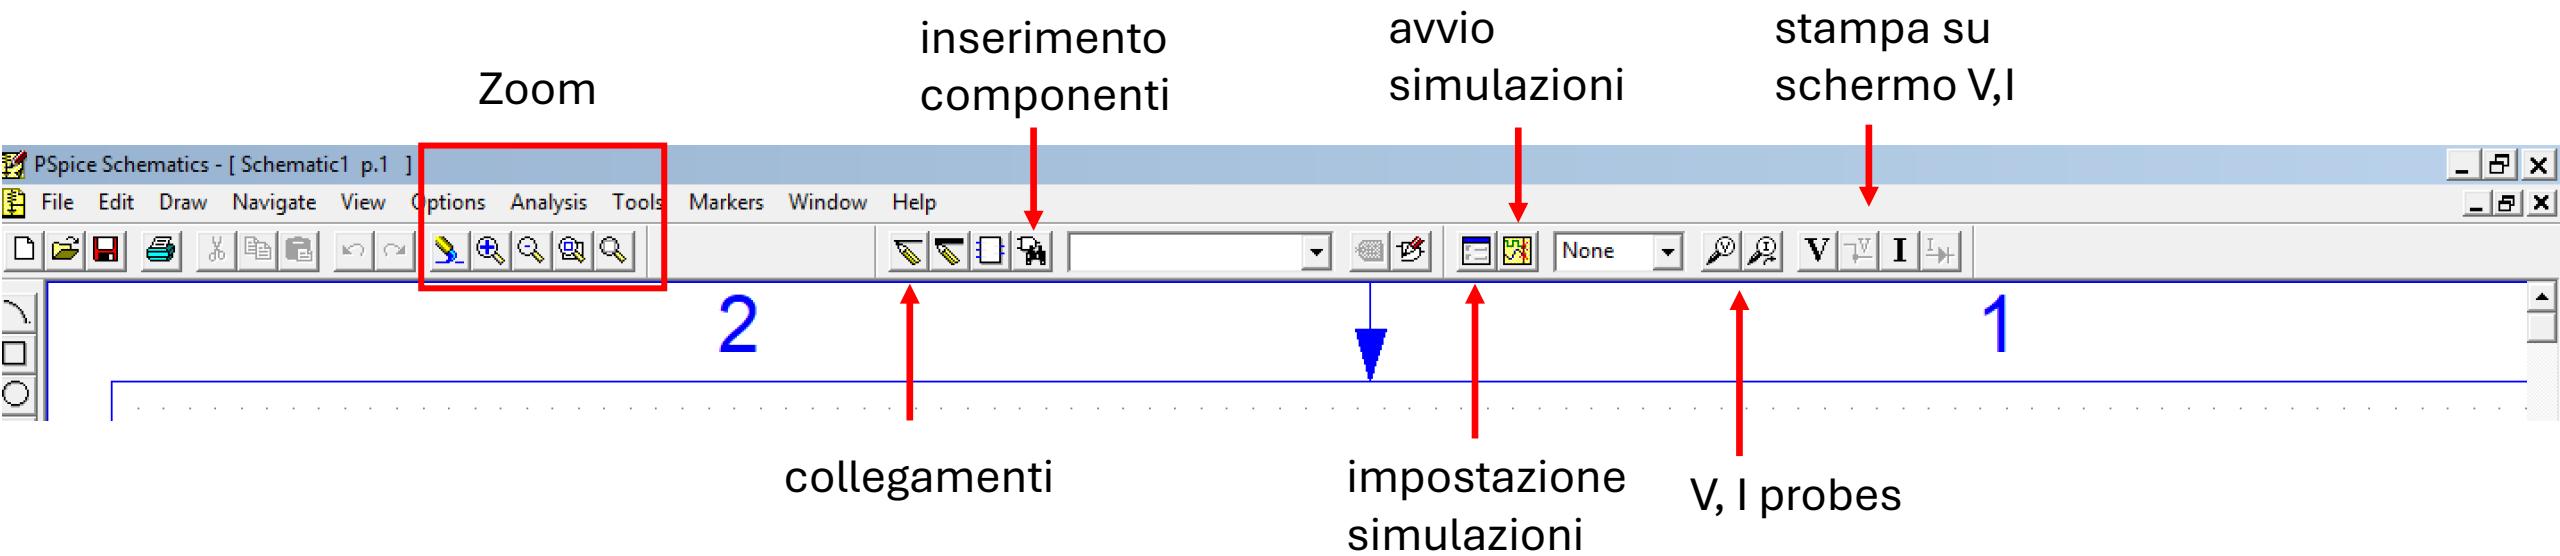 inserimento
componenti
avvio
simulazioni
stampa su
schermo V,I
Zoom
PSpice Schematics - [ Schematic1 p.1 ]
File Edit Draw Navigate View Options Analysis Tools Markers Window Help
None V I V V I I
2 1
collegamenti
impostazione
simulazioni
V, I probes